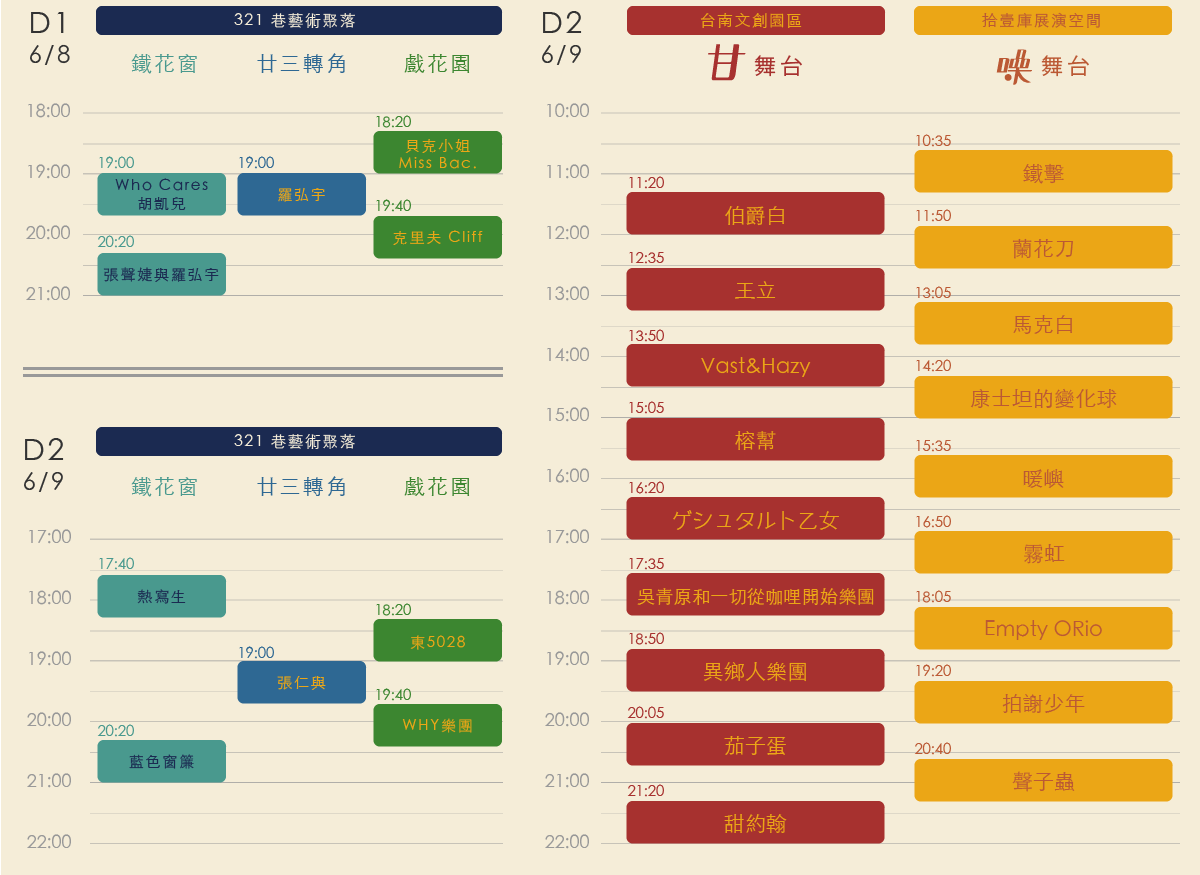 D1
6/8
321 巷藝術聚落
鐵花窗
廿三轉角
戲花園
18:00
19:00
20:00
21:00
19:00
Who Cares
胡凱兒
20:20
張聲婕與羅弘宇
19:00
羅弘宇
18:20
貝克小姐
Miss Bac.
19:40
克里夫 Cliff
D2
6/9
321 巷藝術聚落
鐵花窗
廿三轉角
戲花園
17:00
18:00
19:00
20:00
21:00
22:00
17:40
熱寫生
20:20
藍色窗簾
19:00
張仁與
18:20
東5028
19:40
WHY樂團
D2
6/9
台南文創園區
廿舞台
拾壹庫展演空間
舞台
10:00
11:00
12:00
13:00
14:00
15:00
16:00
17:00
18:00
19:00
20:00
21:00
22:00
11:20
伯爵白
12:35
王立
13:50
Vast&Hazy
15:05
榕幫
16:20
ゲシュタルト乙女
17:35
吳青原和一切從咖哩開始樂團
18:50
異鄉人樂團
20:05
茄子蛋
21:20
甜約翰
10:35
鐵擊
11:50
蘭花刀
13:05
馬克白
14:20
康士坦的變化球
15:35
暖嶼
16:50
霧虹
18:05
Empty ORio
19:20
拍謝少年
20:40
聲子蟲